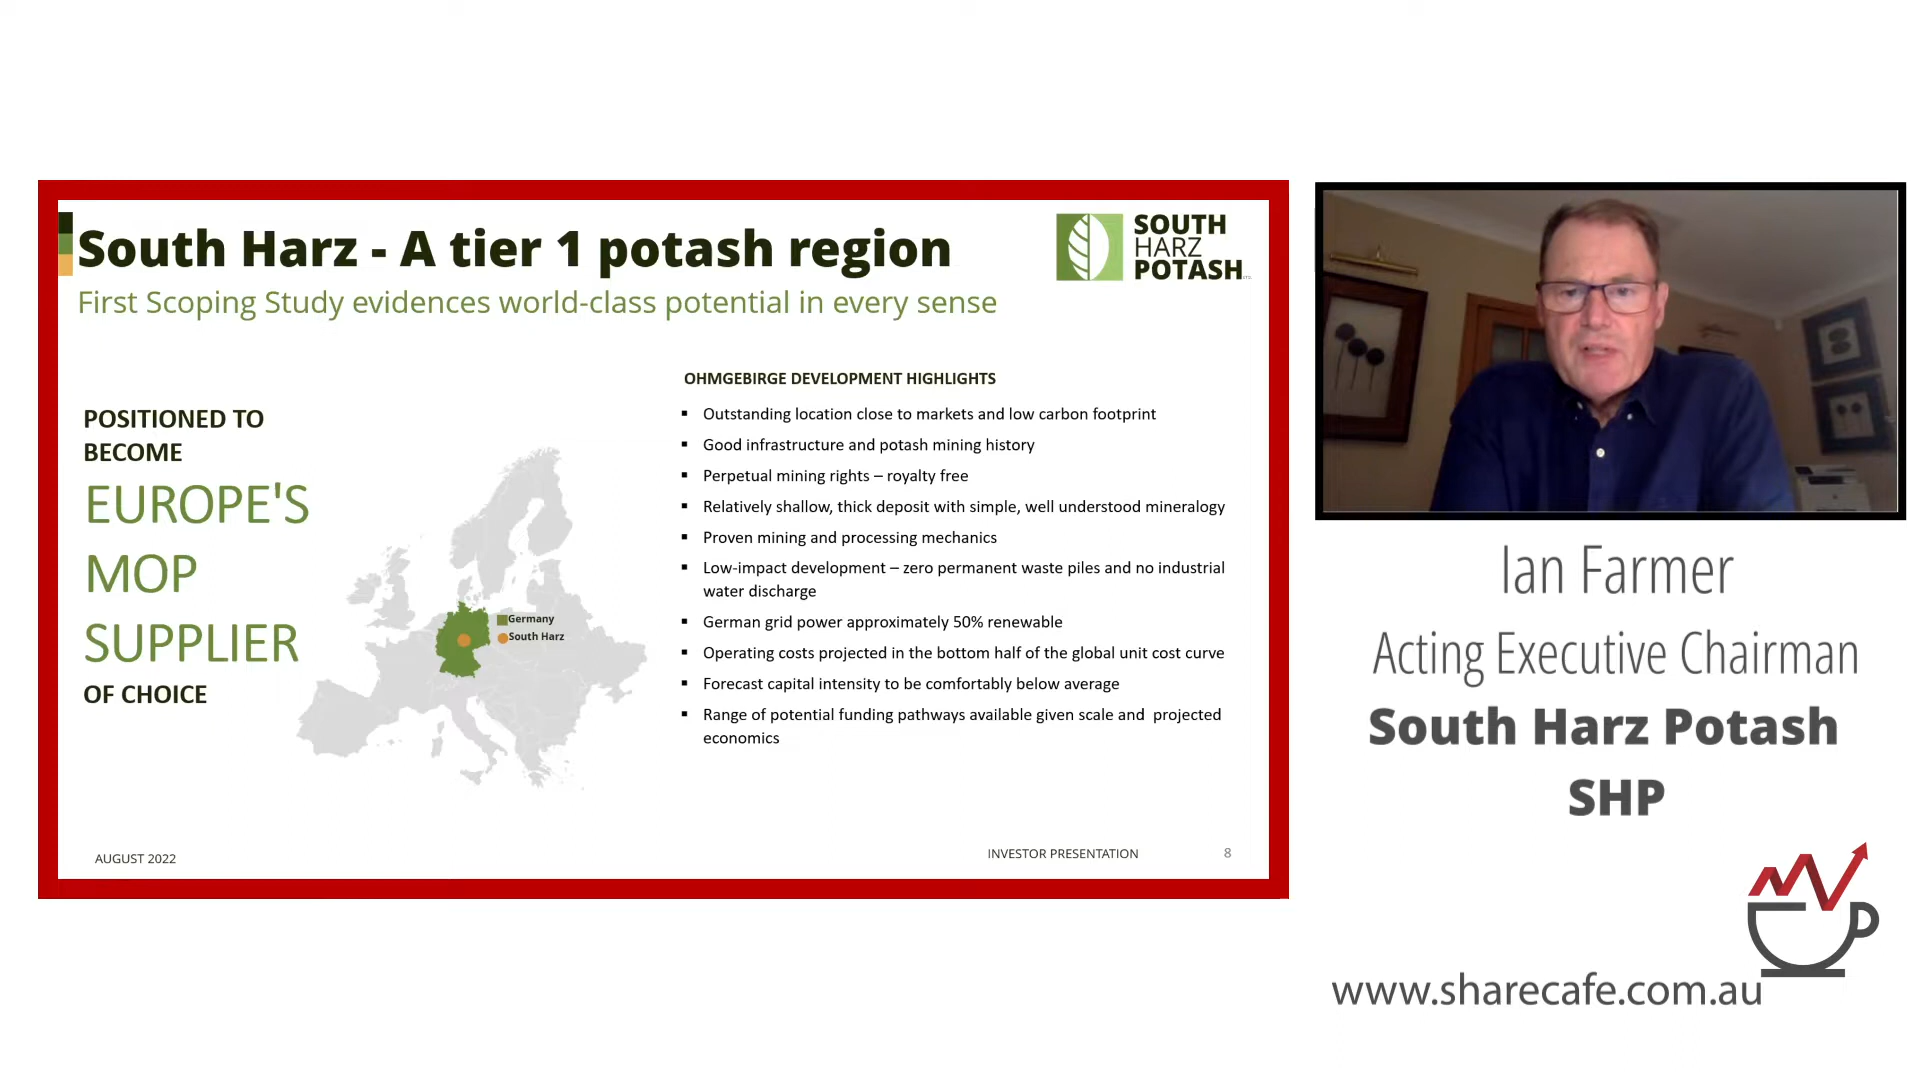 South Harz - A tier 1 potash region
First Scoping Study evidences world-class potential in every sense
SOUTH
HARZ
POTASH
POSITIONED TO
BECOME
EUROPE'S
MOP
SUPPLIER
OF CHOICE
Germany
South Harz
OHMGEBIRGE DEVELOPMENT HIGHLIGHTS
▪ Outstanding location close to markets and low carbon footprint
▪ Good infrastructure and potash mining history
▪ Perpetual mining rights – royalty free
▪ Relatively shallow, thick deposit with simple, well understood mineralogy
▪ Proven mining and processing mechanics
▪ Low-impact development – zero permanent waste piles and no industrial
water discharge
▪ German grid power approximately 50% renewable
▪ Operating costs projected in the bottom half of the global unit cost curve
▪ Forecast capital intensity to be comfortably below average
▪ Range of potential funding pathways available given scale and projected
economics
AUGUST 2022
INVESTOR PRESENTATION
8
Ian Farmer
Acting Executive Chairman
South Harz Potash
SHP
www.sharecafe.com.au